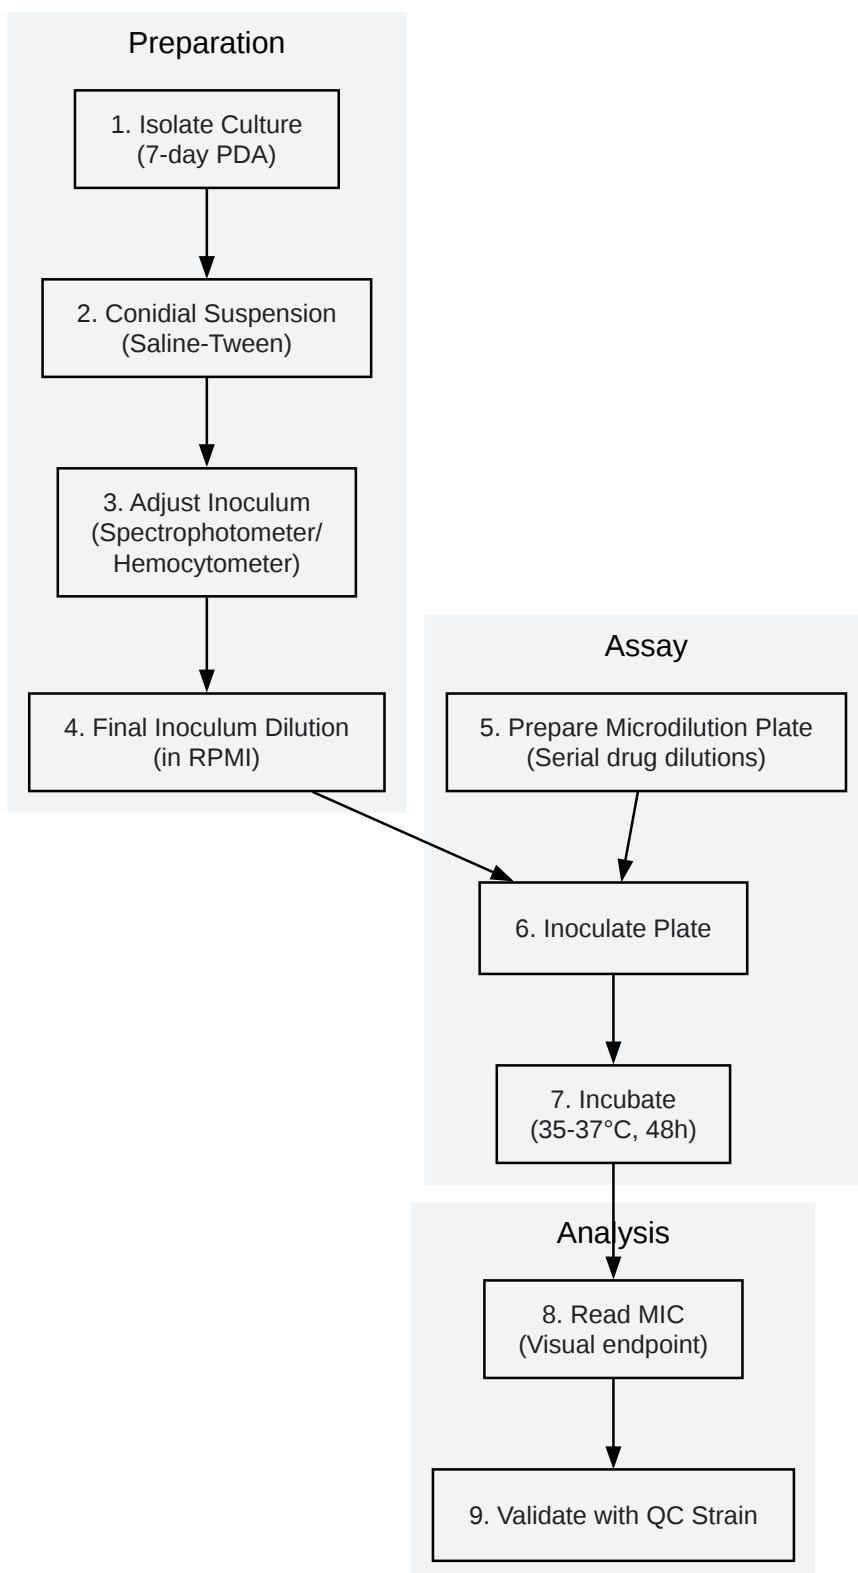 Preparation
1. Isolate Culture
(7-day PDA)
2. Conidial Suspension
(Saline-Tween)
3. Adjust Inoculum
(Spectrophotometer/
Hemocytometer)
4. Final Inoculum Dilution
(in RPMI)
Assay
5. Prepare Microdilution Plate
(Serial drug dilutions)
6. Inoculate Plate
7. Incubate
(35-37°C, 48h)
Analysis
8. Read MIC
(Visual endpoint)
9. Validate with QC Strain